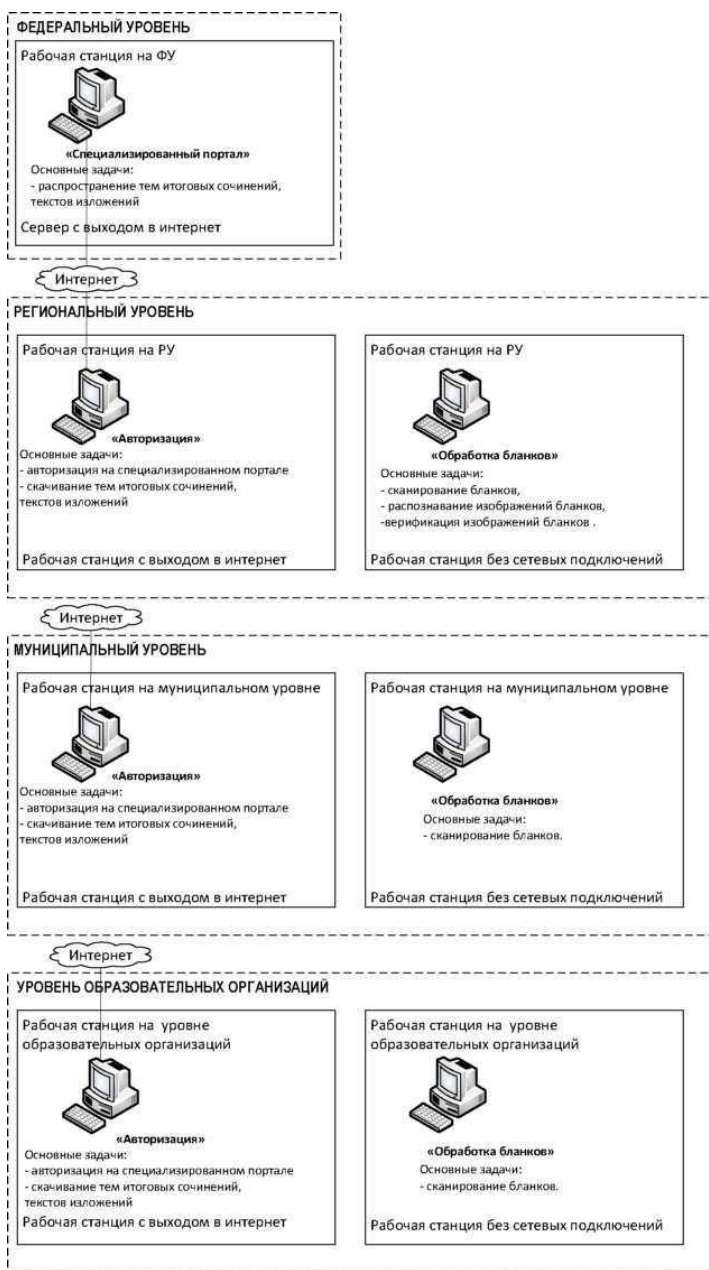 ФЕДЕРАЛЬНЫЙ УРОВЕНЬ
Рабочая станция на ФУ
«Специализированный портал»
Основные задачи:
- распространение тем итоговых сочинений,
текстов изложений
Сервер с выходом в интернет
Интернет
РЕГИОНАЛЬНЫЙ УРОВЕНЬ
Рабочая станция на РУ
«Авторизация»
Основные задачи:
- авторизация на специализированном портале
- скачивание тем итоговых сочинений,
текстов изложений
Рабочая станция с выходом в интернет
Рабочая станция на РУ
«Обработка бланков»
Основные задачи:
- сканирование бланков,
- распознавание изображений бланков,
-верификация изображений бланков .
Рабочая станция без сетевых подключений
Интернет
МУНИЦИПАЛЬНЫЙ УРОВЕНЬ
Рабочая станция на муниципальном уровне
«Авторизация»
Основные задачи:
- авторизация на специализированном портале
- скачивание тем итоговых сочинений,
текстов изложений
Рабочая станция с выходом в интернет
Рабочая станция на муниципальном уровне
«Обработка бланков»
Основные задачи:
- сканирование бланков.
Рабочая станция без сетевых подключений
Интернет
УРОВЕНЬ ОБРАЗОВАТЕЛЬНЫХ ОРГАНИЗАЦИЙ
Рабочая станция на уровне
образовательных организаций
«Авторизация»
Основные задачи:
- авторизация на специализированном портале
- скачивание тем итоговых сочинений,
текстов изложений
Рабочая станция с выходом в интернет
Рабочая станция на уровне
образовательных организаций
«Обработка бланков»
Основные задачи:
- сканирование бланков.
Рабочая станция без сетевых подключений